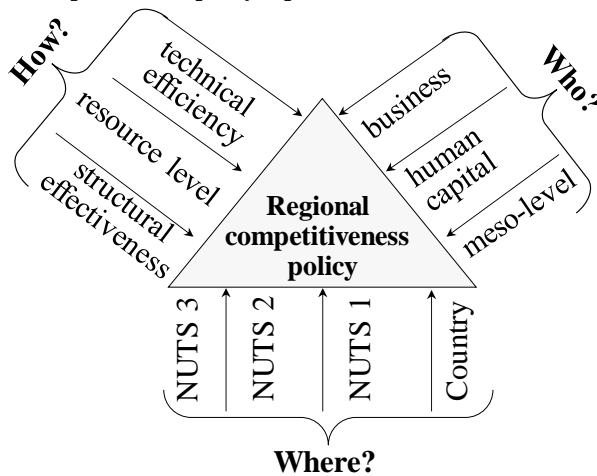 How?
technical
efficiency
resource level
structural
effectiveness
Who?
business
human
capital
meso-level
Regional
competitiveness
policy
NUTS 3
NUTS 2
NUTS 1
Country
Where?